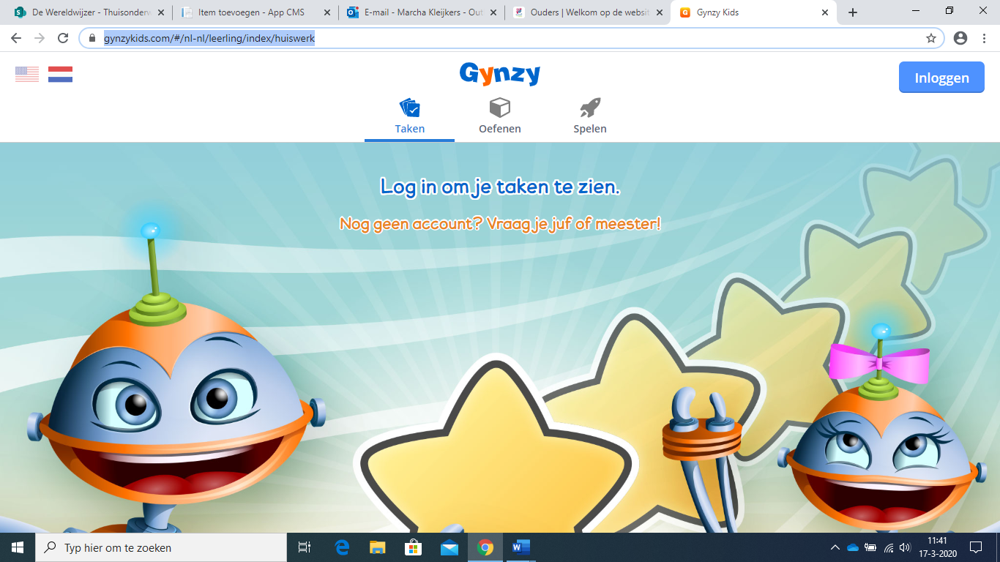 De Wereldwijzer - Thuisonderw
Item toevoegen - App CMS
E-mail - Marcha Kleijkers - Out
Ouders | Welkom op de websit
Gynzy Kids
gynzykids.com/#/nl-nl/leerling/index/huiswerk
Gynzy
Inloggen
Taken
Oefenen
Spelen
Log in om je taken te zien.
Nog geen account? Vraag je juf of meester!
Typ hier om te zoeken
11:41
17-3-2020